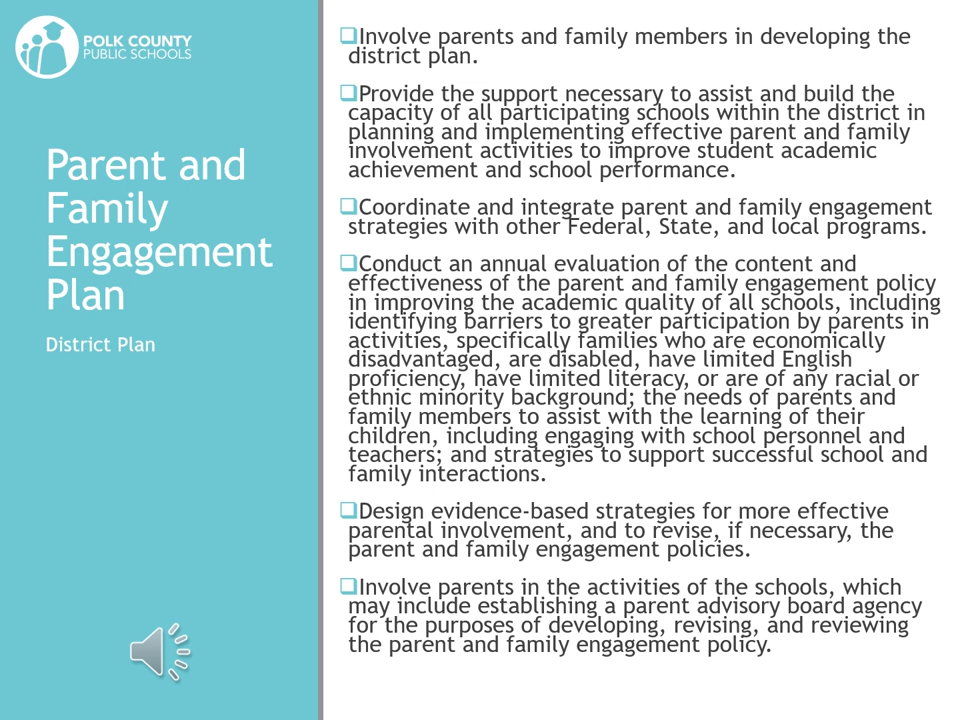 POLK COUNTY
PUBLIC SCHOOLS
Parent and
Family
Engagement
Plan
District Plan
❑Involve parents and family members in developing the
district plan.
❑Provide the support necessary to assist and build the
capacity of all participating schools within the district in
planning and implementing effective parent and family
involvement activities to improve student academic
achievement and school performance.
❑Coordinate and integrate parent and family engagement
strategies with other Federal, State, and local programs.
❑Conduct an annual evaluation of the content and
effectiveness of the parent and family engagement policy
in improving the academic quality of all schools, including
identifying barriers to greater participation by parents in
activities, specifically families who are economically
disadvantaged, are disabled, have limited English
proficiency, have limited literacy, or are of any racial or
ethnic minority background; the needs of parents and
family members to assist with the learning of their
children, including engaging with school personnel and
teachers; and strategies to support successful school and
family interactions.
❑Design evidence-based strategies for more effective
parental involvement, and to revise, if necessary, the
parent and family engagement policies.
❑Involve parents in the activities of the schools, which
may include establishing a parent advisory board agency
for the purposes of developing, revising, and reviewing
the parent and family engagement policy.